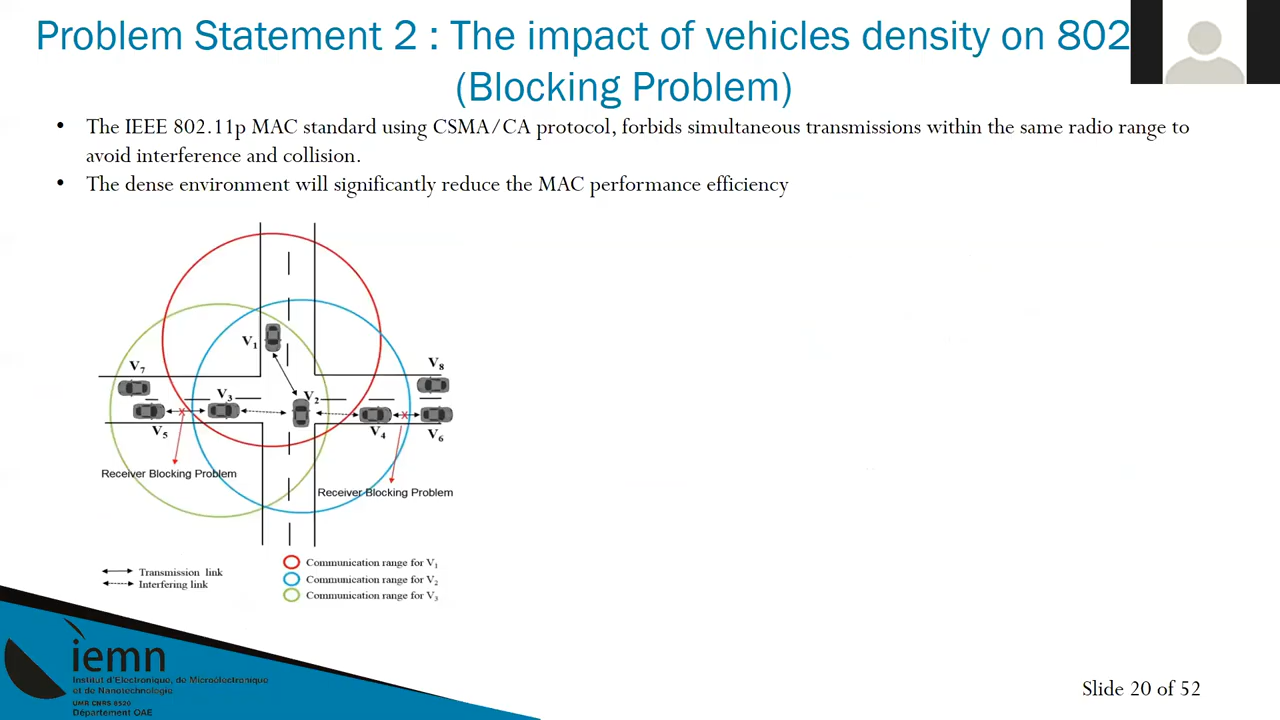 Problem Statement 2 : The impact of vehicles density on 802
(Blocking Problem)
• The IEEE 802.11p MAC standard using CSMA/CA protocol, forbids simultaneous transmissions within the same radio range to
avoid interference and collision.
• The dense environment will significantly reduce the MAC performance efficiency
V1
V7
V8
V3
V2
V5
V4
V6
Receiver Blocking Problem
Receiver Blocking Problem
Transmission link
Interfering link
Communication range for V1
Communication range for V2
Communication range for V3
iemn
Institut d'Electronique, de Microélectronique
et de Nanotechnologie
UMR CNRS 8520
Département OAE
Slide 20 of 52